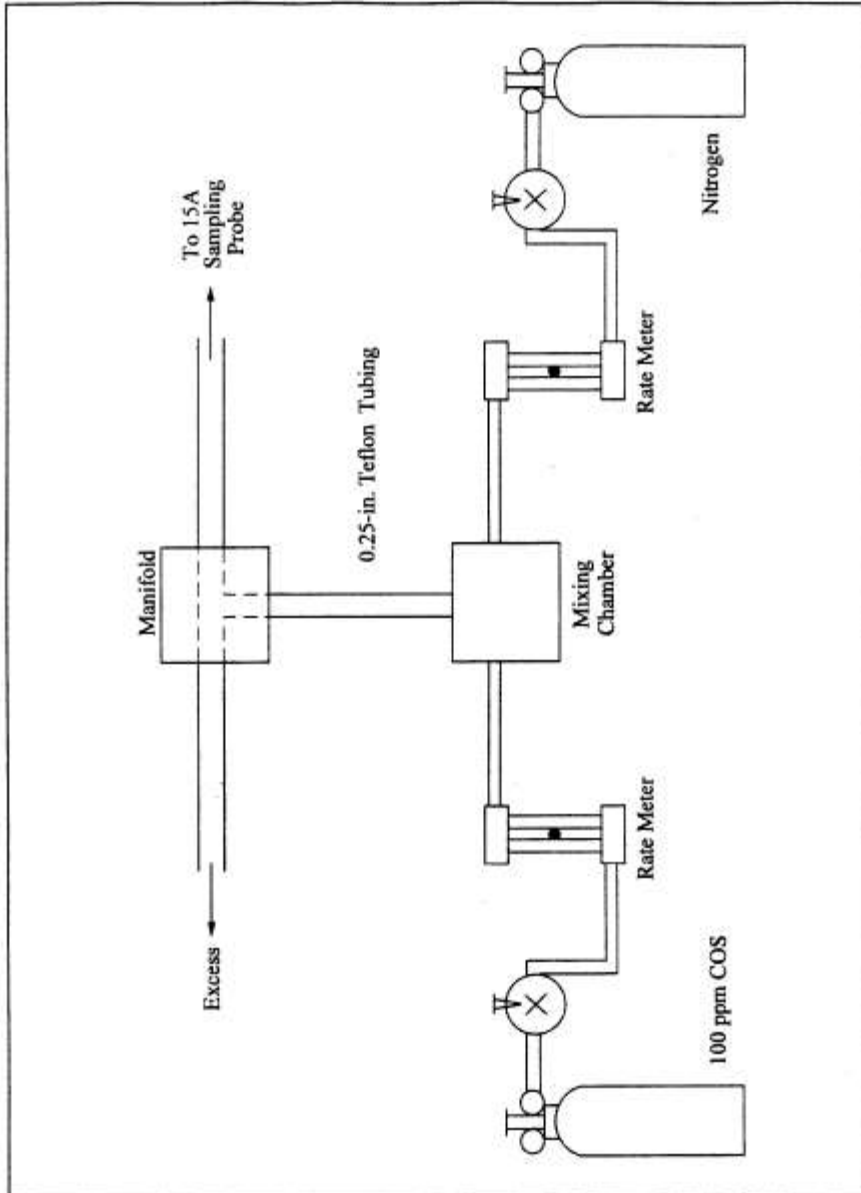 Excess
Manifold
To 15A
Sampling
Probe
0.25-in. Teflon Tubing
Mixing
Chamber
Rate Meter
Rate Meter
100 ppm COS
Nitrogen